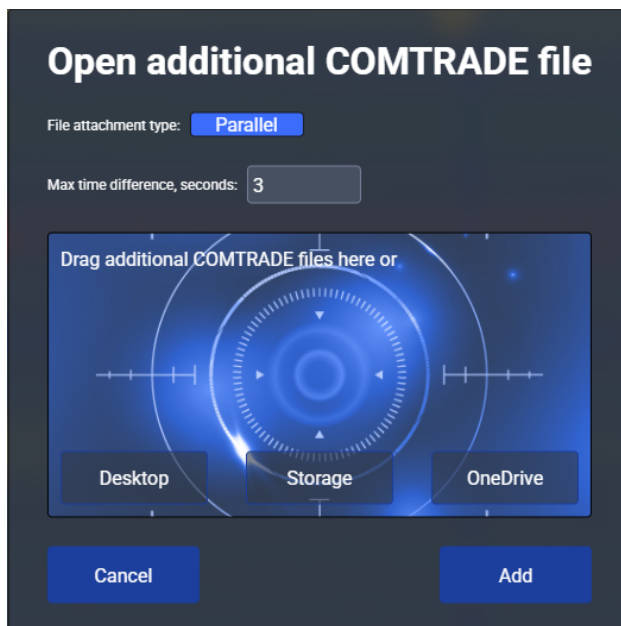 Open additional COMTRADE file
File attachment type: Parallel
Max time difference, seconds: 3
Drag additional COMTRADE files here or
Desktop Storage OneDrive
Cancel Add